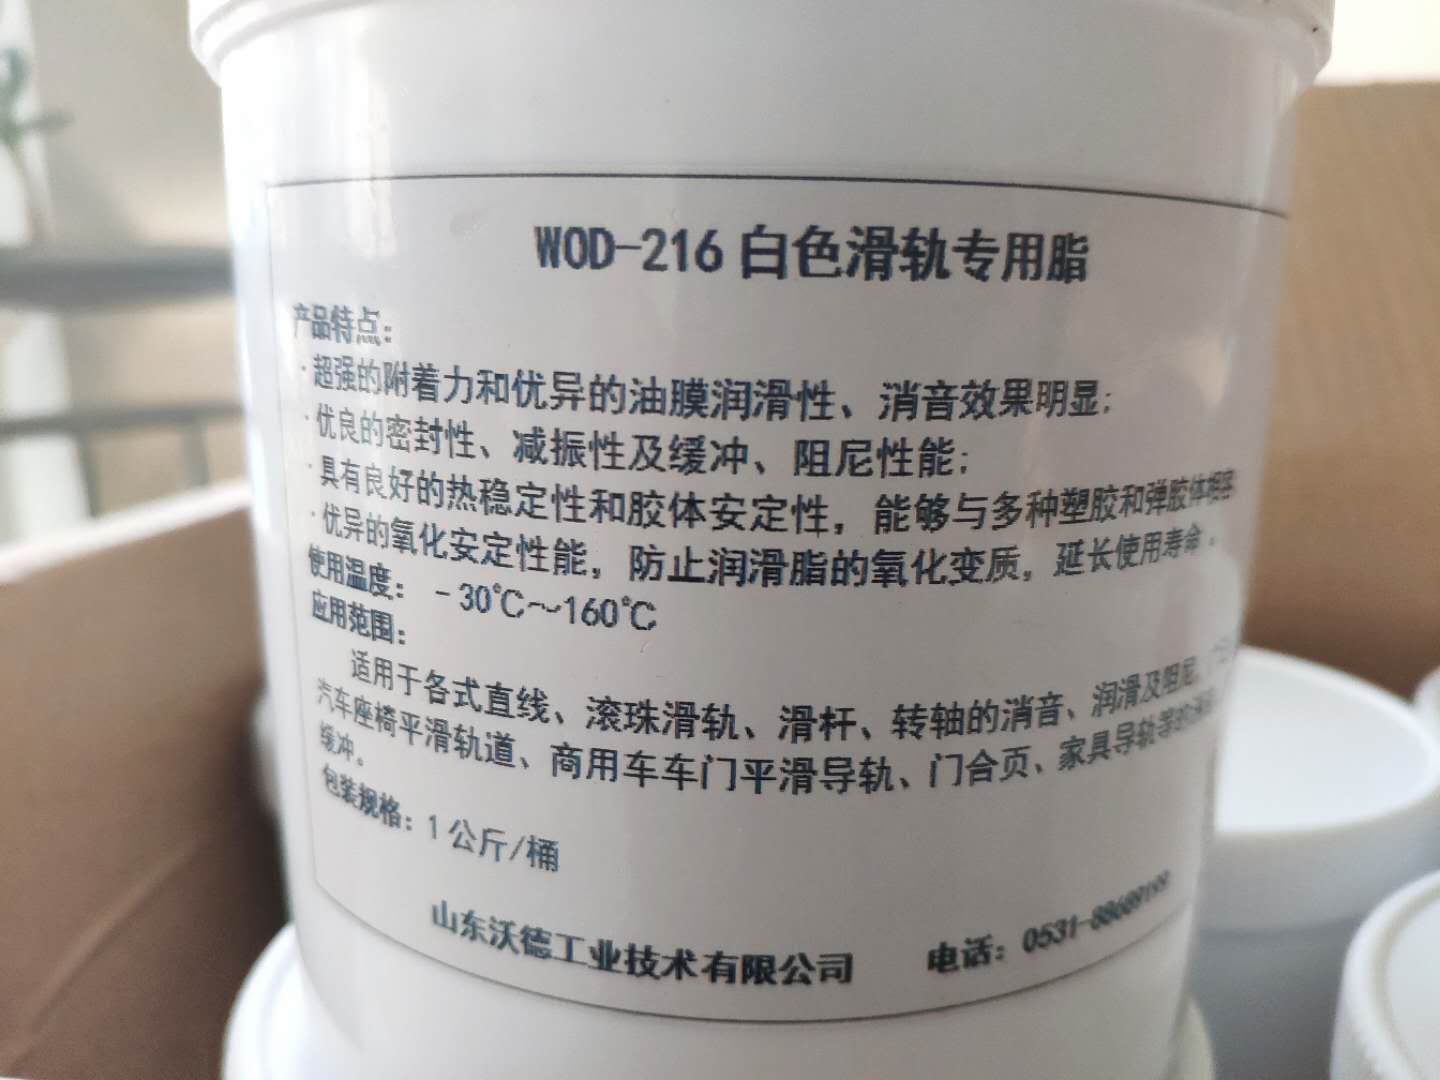 WOD-216 白色滑轨专用脂
产品特点：
·超强的附着力和优异的油膜润滑性、消音效果明显；
·优良的密封性、减振性及缓冲、阻尼性能；
·具有良好的热稳定性和胶体安定性，能够与多种塑胶和弹胶体相容
·优异的氧化安定性能，防止润滑脂的氧化变质，延长使用寿命。
使用温度： -30℃～160℃
应用范围：
适用于各式直线、滚珠滑轨、滑杆、转轴的消音、润滑及阻尼，
汽车座椅平滑轨道、商用车车门平滑导轨、门合页、家具导轨等的
缓冲。
包装规格：1公斤/桶
山东沃德工业技术有限公司 电话：0531-